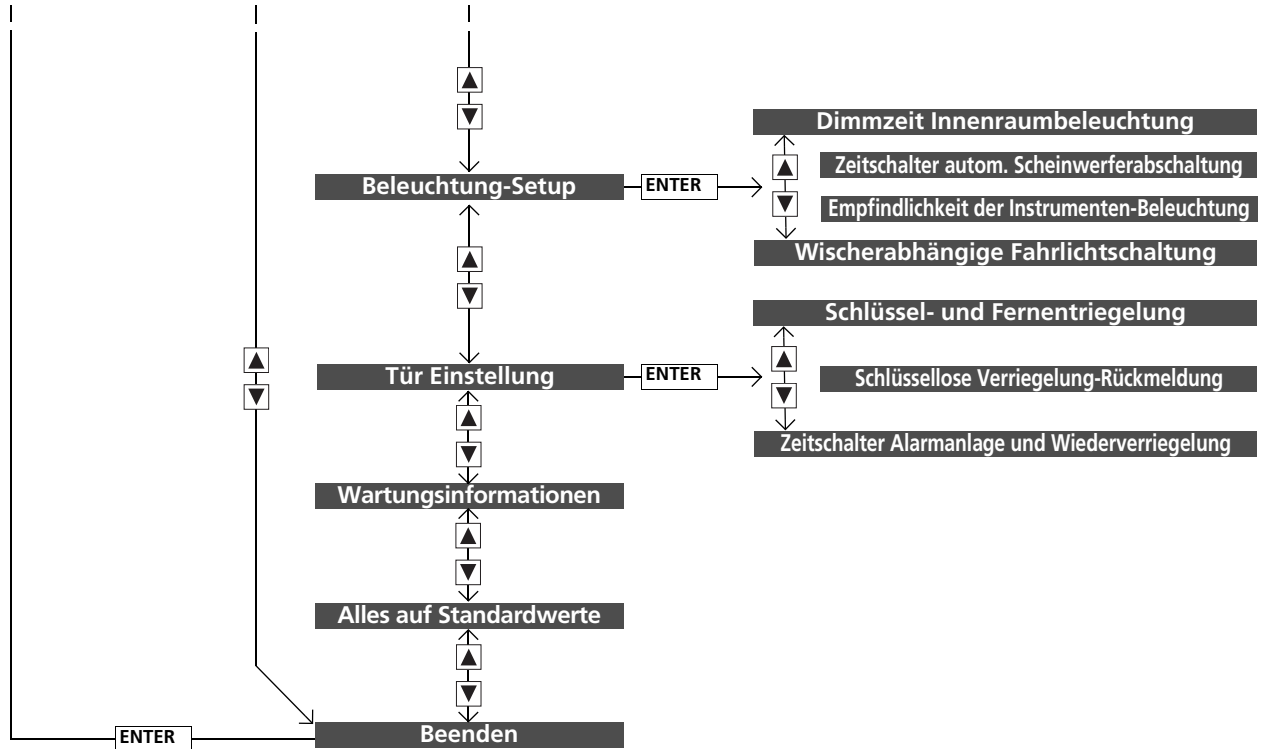 ▲
▼
Dimmzeit Innenraumbeleuchtung
▲
Zeitschalter autom. Scheinwerferabschaltung
Beleuchtung-Setup
ENTER
▼
Empfindlichkeit der Instrumenten-Beleuchtung
Wischerabhängige Fahrlichtschaltung
▲
▼
Schlüssel- und Fernentriegelung
▲
▼
Tür Einstellung
ENTER
▲
Schlüssellose Verriegelung-Rückmeldung
▼
Zeitschalter Alarmanlage und Wiederverriegelung
▲
▼
Wartungsinformationen
▲
▼
Alles auf Standardwerte
▲
▼
ENTER
Beenden